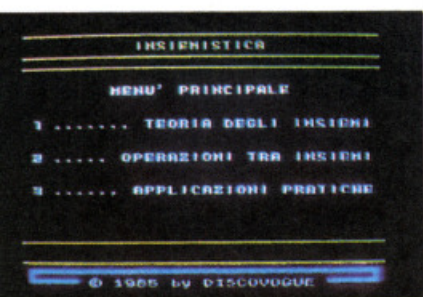 INSIEMISTICA
MENU' PRINCIPALE
1 ....... TEORIA DEGLI INSIEMI
2 ..... OPERAZIONI TRA INSIEMI
3 ...... APPLICAZIONI PRATICHE
© 1985 by DISCOVOGUE